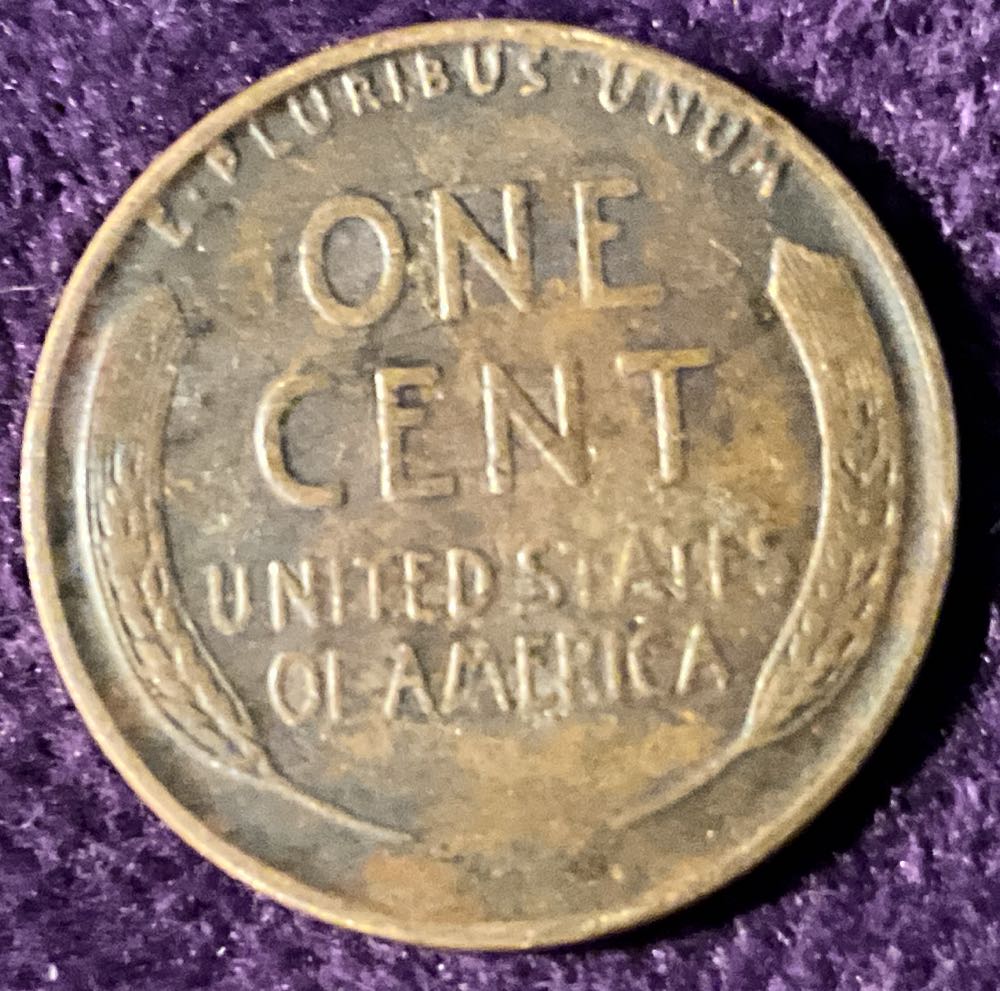 E·PLURIBUS·UNUM
ONE
CENT
UNITED STATES
OF AMERICA